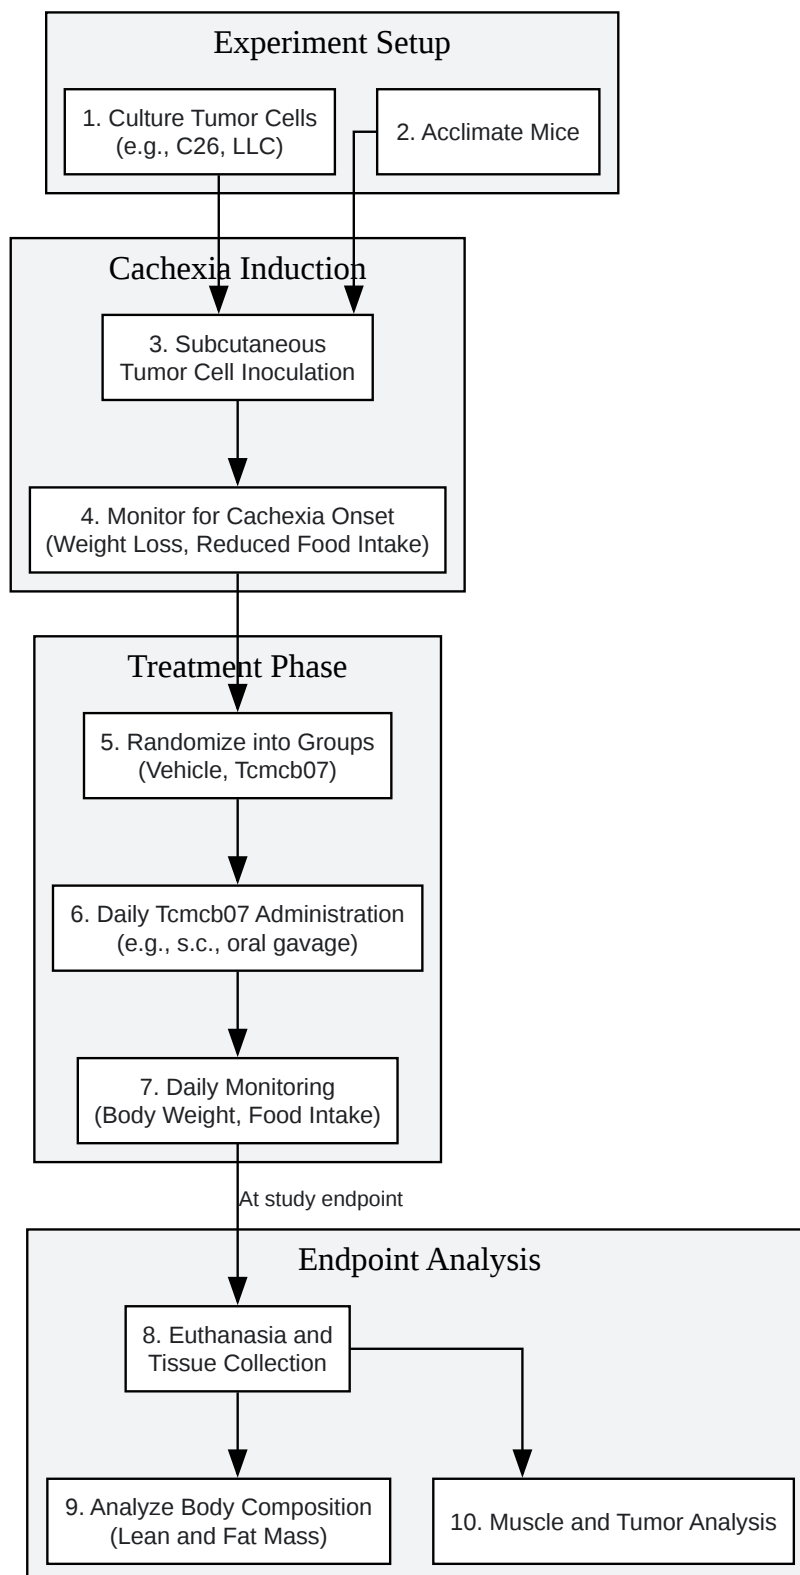 Experiment Setup
1. Culture Tumor Cells
(e.g., C26, LLC)
2. Acclimate Mice
Cachexia Induction
3. Subcutaneous
Tumor Cell Inoculation
4. Monitor for Cachexia Onset
(Weight Loss, Reduced Food Intake)
Treatment Phase
5. Randomize into Groups
(Vehicle, Tcmcb07)
6. Daily Tcmcb07 Administration
(e.g., s.c., oral gavage)
7. Daily Monitoring
(Body Weight, Food Intake)
At study endpoint
Endpoint Analysis
8. Euthanasia and
Tissue Collection
9. Analyze Body Composition
(Lean and Fat Mass)
10. Muscle and Tumor Analysis